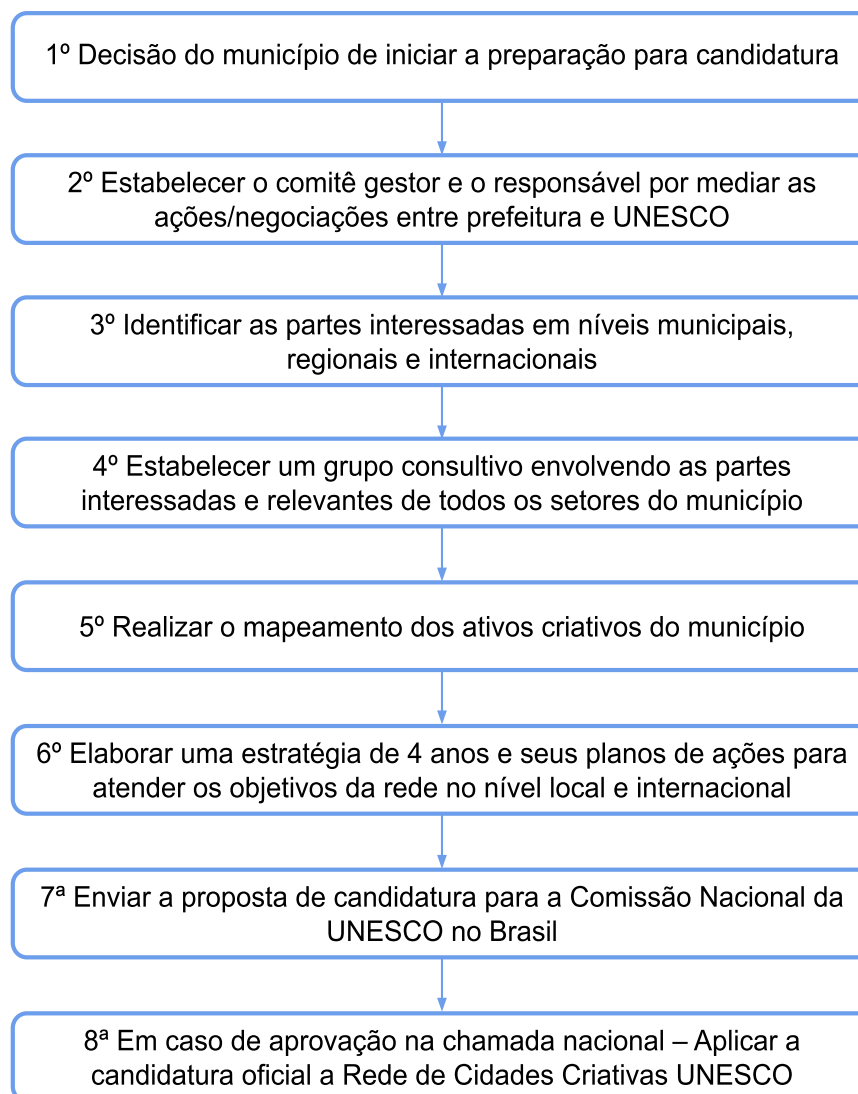 1º Decisão do município de iniciar a preparação para candidatura
2º Estabelecer o comitê gestor e o responsável por mediar as
ações/negociações entre prefeitura e UNESCO
3º Identificar as partes interessadas em níveis municipais,
regionais e internacionais
4º Estabelecer um grupo consultivo envolvendo as partes
interessadas e relevantes de todos os setores do município
5º Realizar o mapeamento dos ativos criativos do município
6º Elaborar uma estratégia de 4 anos e seus planos de ações para
atender os objetivos da rede no nível local e internacional
7ª Enviar a proposta de candidatura para a Comissão Nacional da
UNESCO no Brasil
8ª Em caso de aprovação na chamada nacional – Aplicar a
candidatura oficial a Rede de Cidades Criativas UNESCO